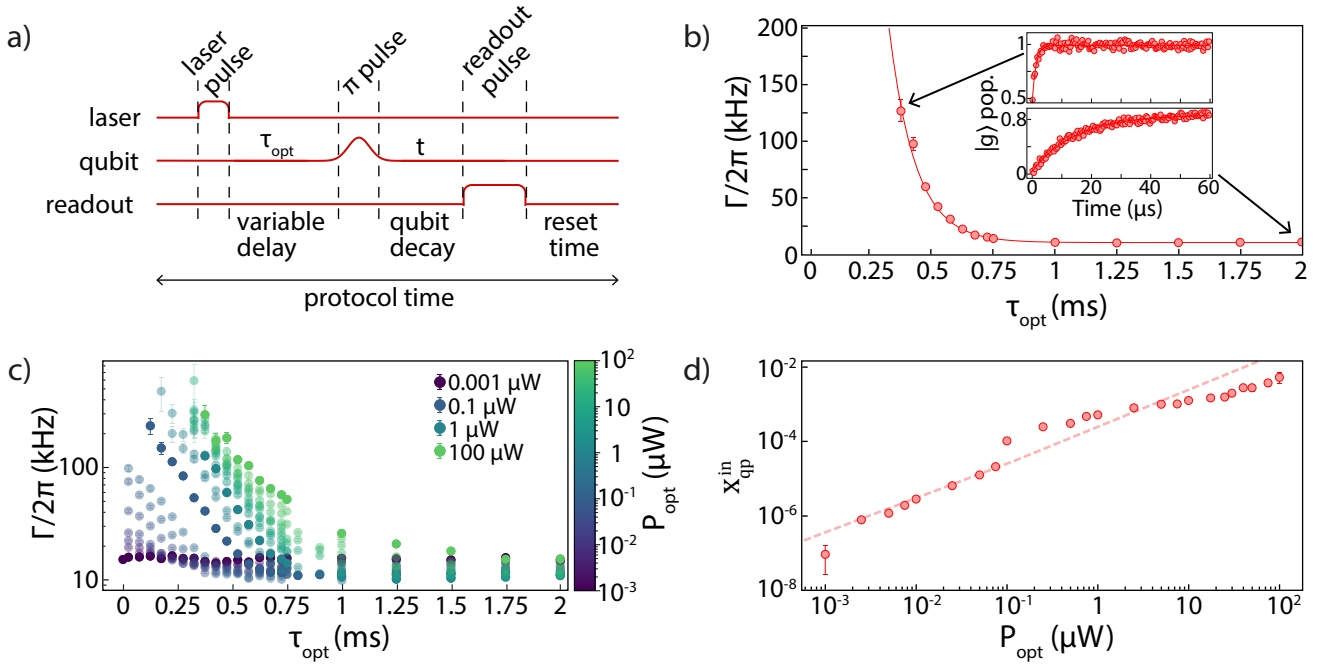 a)
laser
pulse
π pulse
readout
pulse
laser
qubit
τopt
t
readout
variable
delay
qubit
decay
reset
time
protocol time
b)
Γ/2π (kHz)
200
150
100
50
0
0 0.25 0.5 0.75 1 1.25 1.5 1.75 2
τopt (ms)
|g⟩ pop.
1
0.5
0.8
0
0 20 40 60
Time (μs)
c)
Γ/2π (kHz)
100
10
0 0.25 0.5 0.75 1 1.25 1.5 1.75 2
τopt (ms)
0.001 μW
0.1 μW
1 μW
100 μW
Popt (μW)
10²
10
1
10⁻¹
10⁻²
10⁻³
d)
xqpin
10⁻²
10⁻⁴
10⁻⁶
10⁻⁸
10⁻³ 10⁻² 10⁻¹ 1 10 10²
Popt (μW)